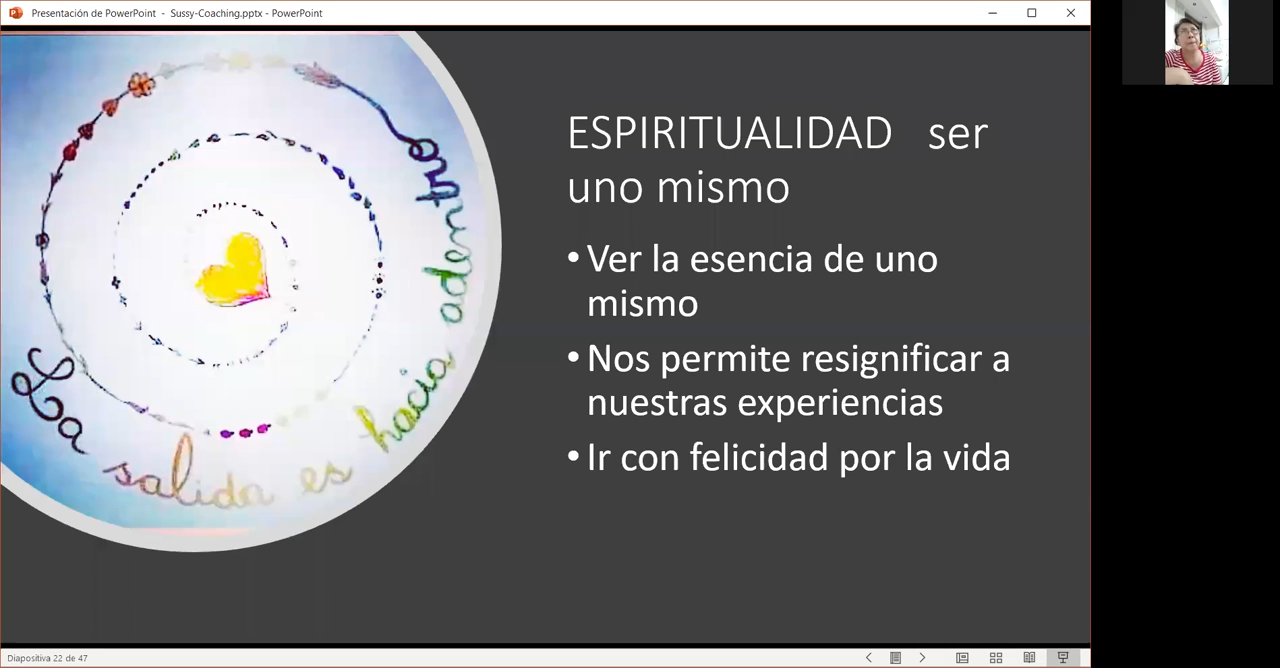 Presentación de PowerPoint - Sussy-Coaching.pptx - PowerPoint
La salida es hacia adentro
ESPIRITUALIDAD ser
uno mismo
• Ver la esencia de uno
mismo
• Nos permite resignificar a
nuestras experiencias
• Ir con felicidad por la vida
Diapositiva 22 de 47